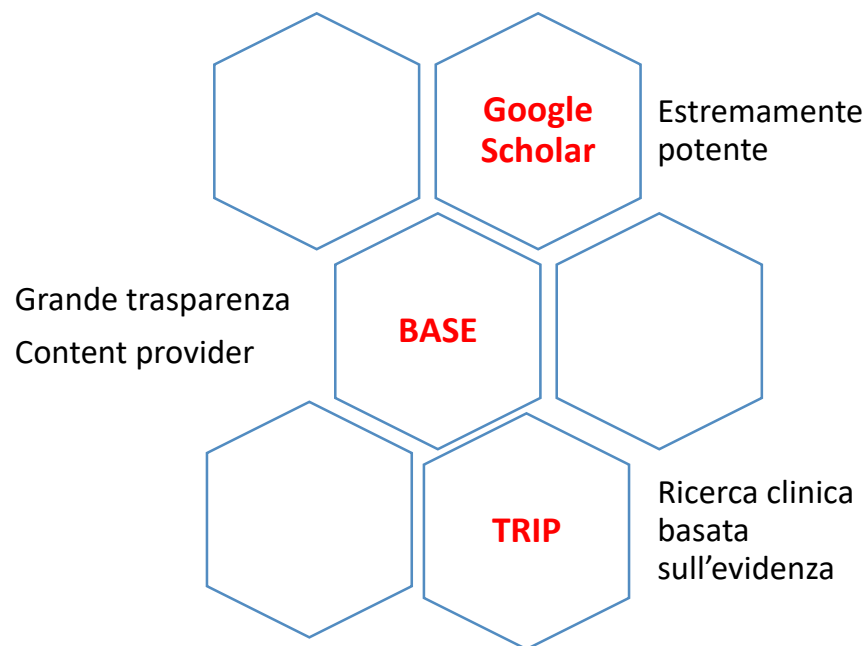 Google
Scholar
Estremamente
potente
Grande trasparenza
Content provider
BASE
TRIP
Ricerca clinica
basata
sull’evidenza